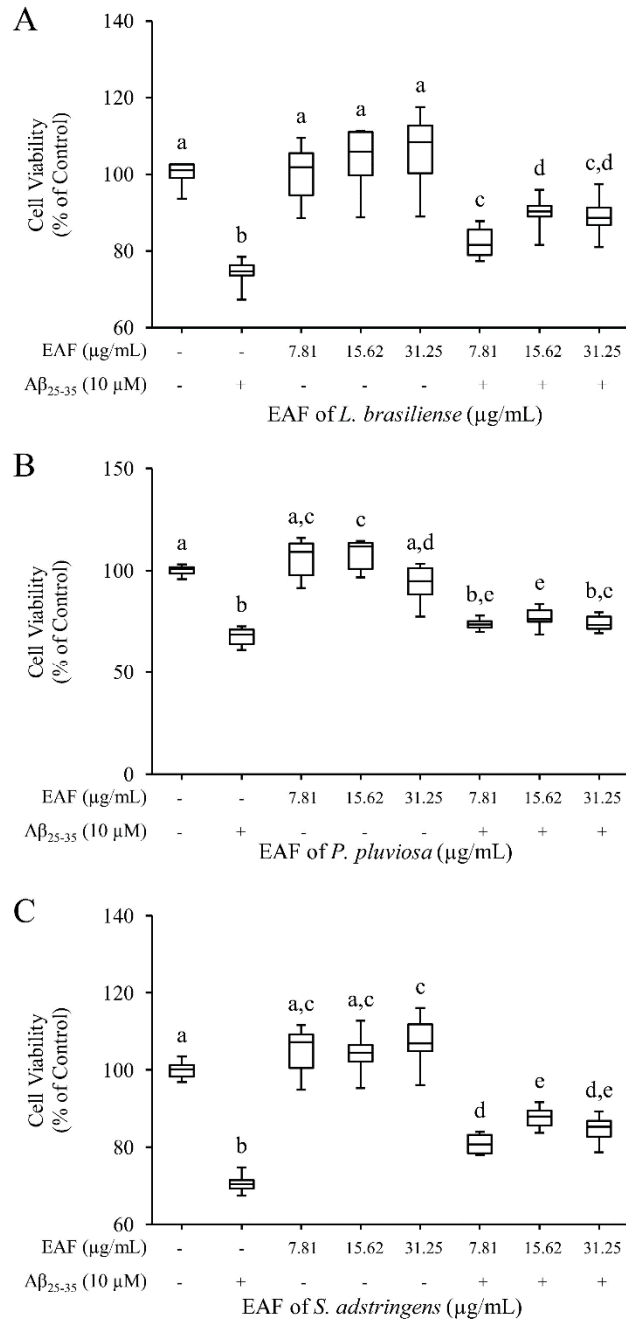 A
140
120
100
80
60
Cell Viability
(% of Control)
a
b
a
a
a
c
d
c,d
EAF (µg/mL) - - 7.81 15.62 31.25 7.81 15.62 31.25
Aβ25-35 (10 µM) - + - - - + + +
EAF of L. brasiliense (µg/mL)
B
150
100
50
0
Cell Viability
(% of Control)
a
b
a,c
c
a,d
b,e
e
b,c
EAF (µg/mL) - - 7.81 15.62 31.25 7.81 15.62 31.25
Aβ25-35 (10 µM) - + - - - + + +
EAF of P. pluviosa (µg/mL)
C
140
120
100
80
60
Cell Viability
(% of Control)
a
b
a,c
a,c
c
d
e
d,e
EAF (µg/mL) - - 7.81 15.62 31.25 7.81 15.62 31.25
Aβ25-35 (10 µM) - + - - - + + +
EAF of S. adstringens (µg/mL)